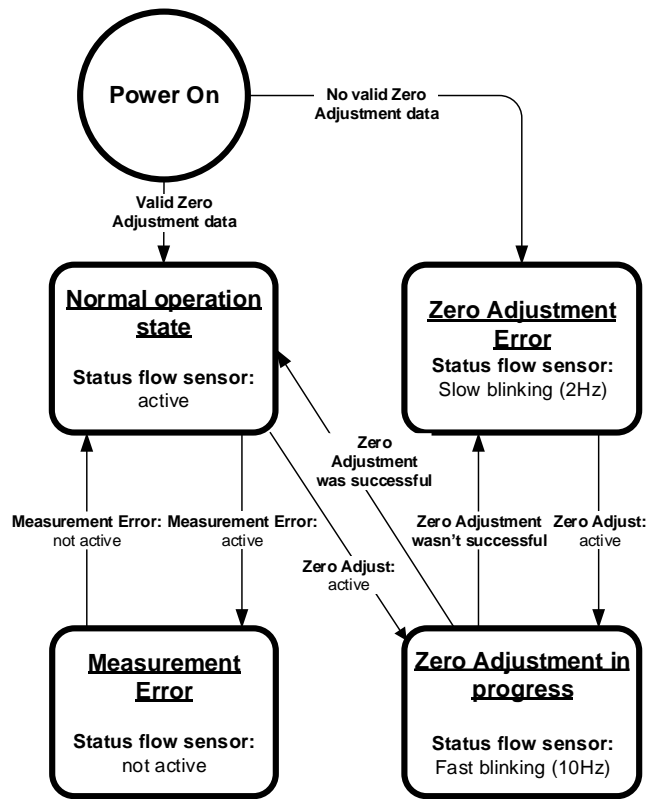 Power On
No valid Zero
Adjustment data
Valid Zero
Adjustment data
Normal operation
state
Status flow sensor:
active
Zero Adjustment
Error
Status flow sensor:
Slow blinking (2Hz)
Zero
Adjustment
was successful
Measurement Error:
not active
Measurement Error:
active
Zero Adjustment
wasn't successful
Zero Adjust:
active
Zero Adjust:
active
Measurement
Error
Status flow sensor:
not active
Zero Adjustment in
progress
Status flow sensor:
Fast blinking (10Hz)